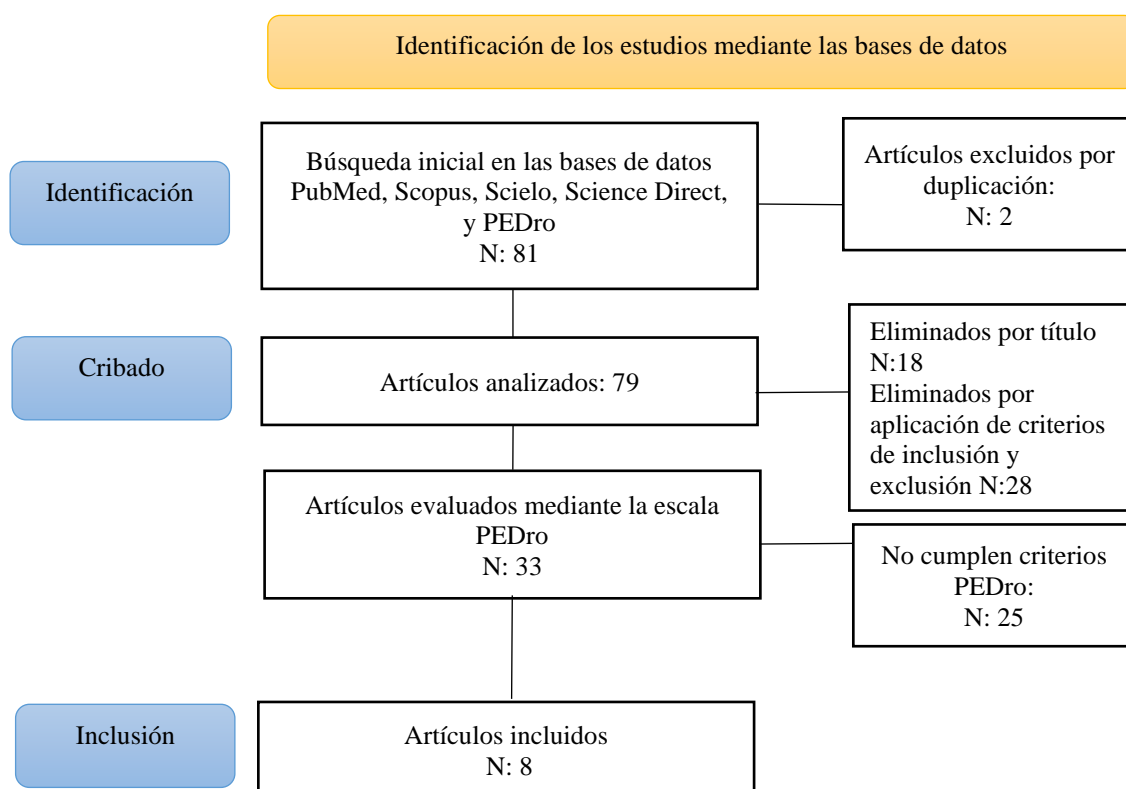 Identificación de los estudios mediante las bases de datos
Identificación
Búsqueda inicial en las bases de datos
PubMed, Scopus, Scielo, Science Direct,
y PEDro
N: 81
Artículos excluidos por
duplicación:
N: 2
Cribado
Artículos analizados: 79
Eliminados por título
N:18
Eliminados por
aplicación de criterios
de inclusión y
exclusión N:28
Artículos evaluados mediante la escala
PEDro
N: 33
No cumplen criterios
PEDro:
N: 25
Inclusión
Artículos incluidos
N: 8